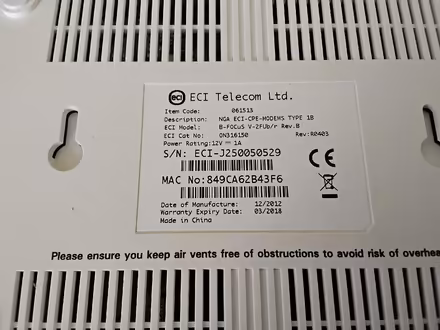 ECI ECI Telecom Ltd.
Item Code: 061515
Description: NGA ECI-CPE-MODEMS TYPE 1B
ECI Model: B-FOCuS V-2FUb/r Rev.B
ECI Cat No: ON316150 Rev:R0403
Power Rating:12V ⎓ 1A
S/N: ECI-J250050529
CE
MAC No:849CA62B43F6
Date of Manufacture: 12/2012
Warranty Expiry Date: 03/2018
Made in China
Please ensure you keep air vents free of obstructions to avoid risk of overhea